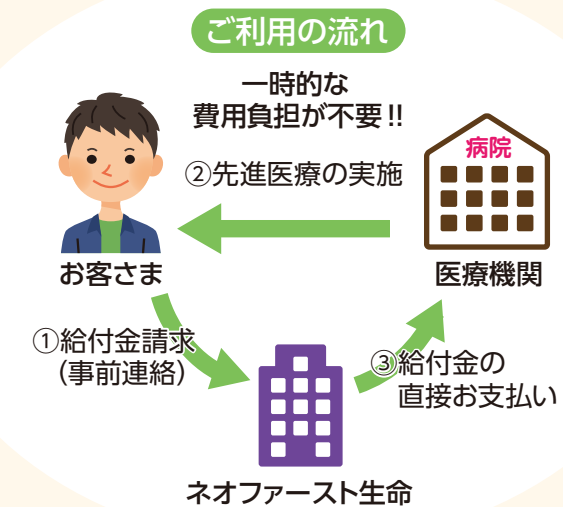 ご利用の流れ
一時的な
費用負担が不要!!
病院
②先進医療の実施
お客さま
医療機関
①給付金請求
(事前連絡)
③給付金の
直接お支払い
ネオファースト生命